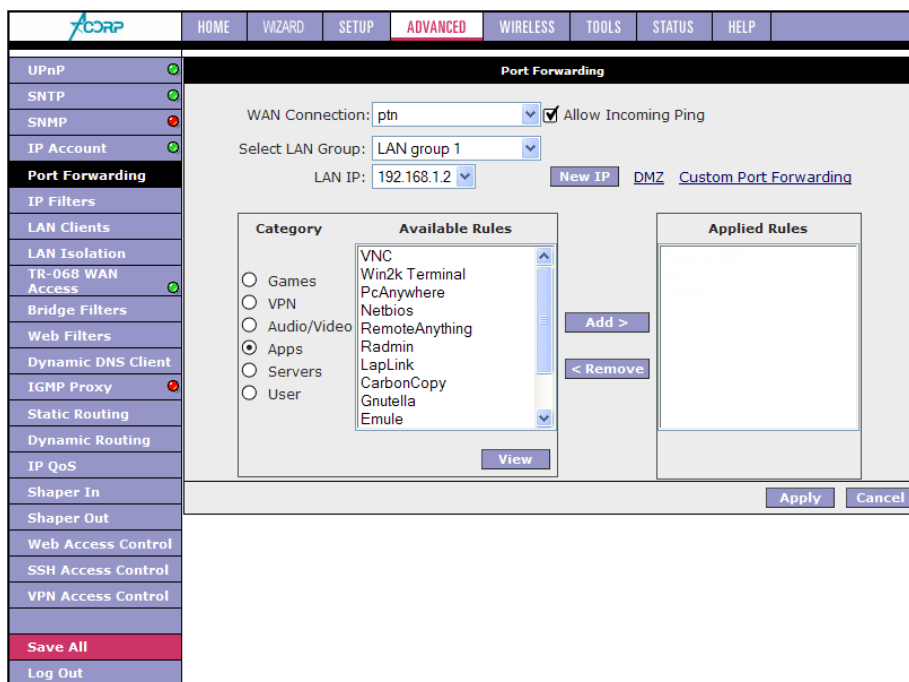 ACORP
HOME WIZARD SETUP ADVANCED WIRELESS TOOLS STATUS HELP
UPnP
SNTP
SNMP
IP Account
Port Forwarding
IP Filters
LAN Clients
LAN Isolation
TR-068 WAN
Access
Bridge Filters
Web Filters
Dynamic DNS Client
IGMP Proxy
Static Routing
Dynamic Routing
IP QoS
Shaper In
Shaper Out
Web Access Control
SSH Access Control
VPN Access Control
Save All
Log Out
Port Forwarding
WAN Connection: ptn Allow Incoming Ping
Select LAN Group: LAN group 1
LAN IP: 192.168.1.2 New IP DMZ Custom Port Forwarding
Category
Games
VPN
Audio/Video
Apps
Servers
User
Available Rules
VNC
Win2k Terminal
PcAnywhere
Netbios
RemoteAnything
Radmin
LapLink
CarbonCopy
Gnutella
Emule
View
Add >
< Remove
Applied Rules
Apply Cancel